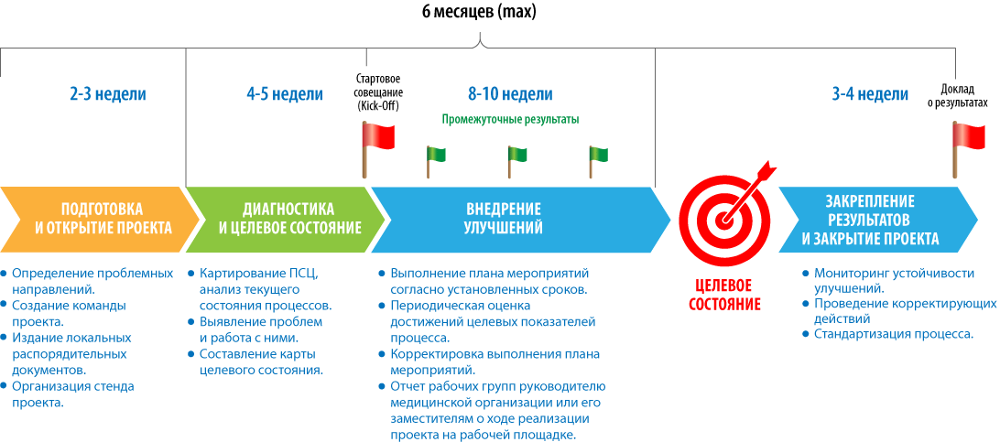 6 месяцев (max)
2-3 недели
4-5 недели
Стартовое
совещание
(Kick-Off)
8-10 недели
Промежуточные результаты
3-4 недели
Доклад
о результатах
ПОДГОТОВКА
И ОТКРЫТИЕ ПРОЕКТА
ДИАГНОСТИКА
И ЦЕЛЕВОЕ СОСТОЯНИЕ
ВНЕДРЕНИЕ
УЛУЧШЕНИЙ
ЗАКРЕПЛЕНИЕ
РЕЗУЛЬТАТОВ
И ЗАКРЫТИЕ ПРОЕКТА
• Определение проблемных
направлений.
• Создание команды
проекта.
• Издание локальных
распорядительных
документов.
• Организация стенда
проекта.
• Картирование ПСЦ,
анализ текущего
состояния процессов.
• Выявление проблем
и работа с ними.
• Составление карты
целевого состояния.
• Выполнение плана мероприятий
согласно установленных сроков.
• Периодическая оценка
достижений целевых показателей
процесса.
• Корректировка выполнения плана
мероприятий.
• Отчет рабочих групп руководителю
медицинской организации или его
заместителям о ходе реализации
проекта на рабочей площадке.
ЦЕЛЕВОЕ
СОСТОЯНИЕ
• Мониторинг устойчивости
улучшений.
• Проведение корректирующих
действий
• Стандартизация процесса.